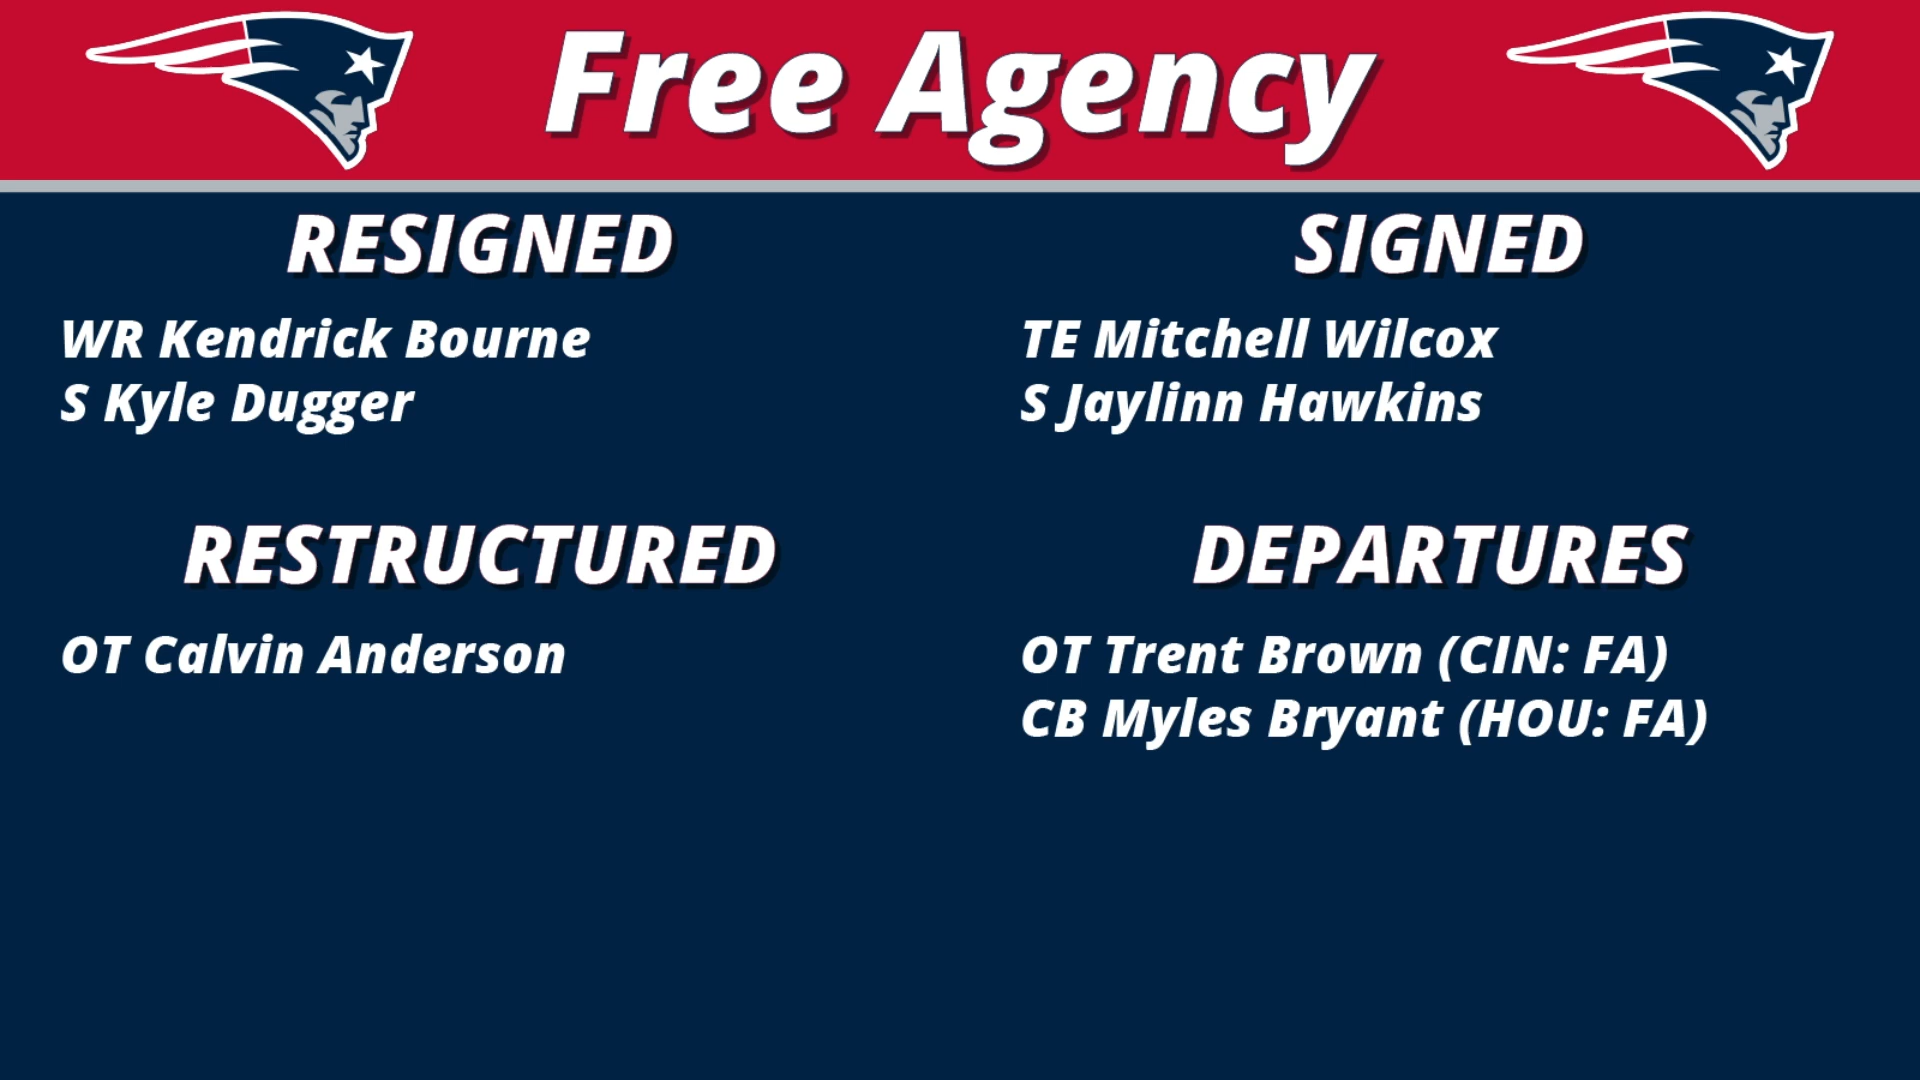 Free Agency
RESIGNED
WR Kendrick Bourne
S Kyle Dugger
SIGNED
TE Mitchell Wilcox
S Jaylinn Hawkins
RESTRUCTURED
OT Calvin Anderson
DEPARTURES
OT Trent Brown (CIN: FA)
CB Myles Bryant (HOU: FA)